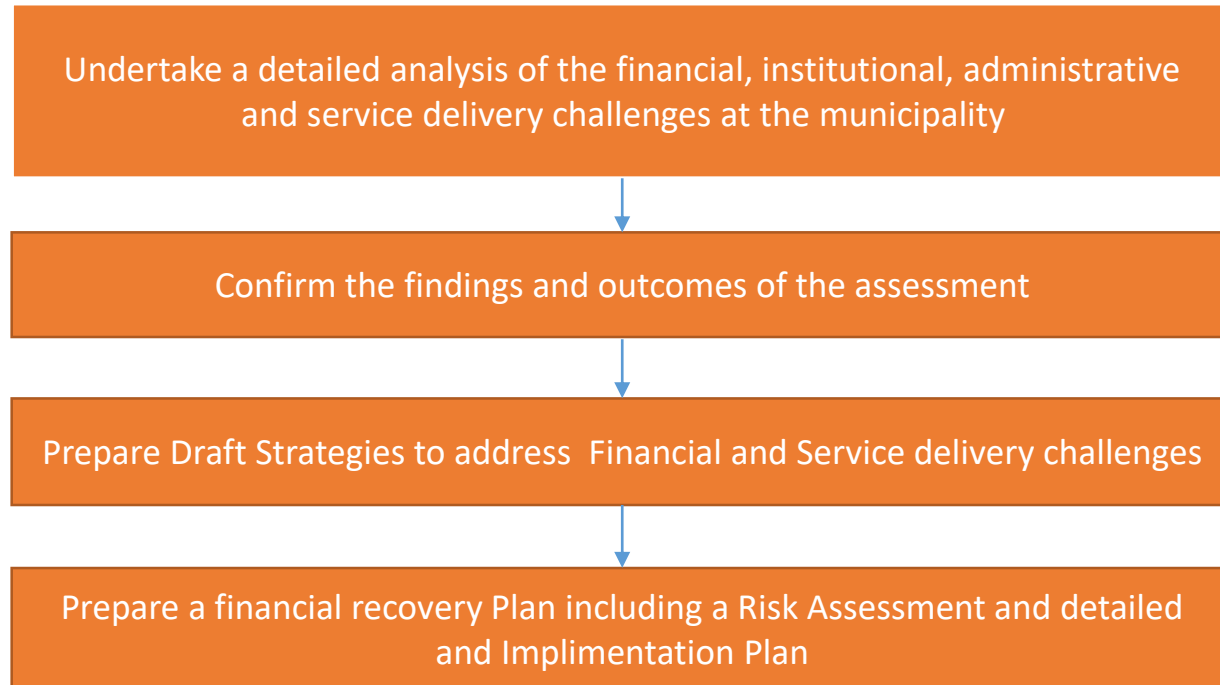 Undertake a detailed analysis of the financial, institutional, administrative
and service delivery challenges at the municipality
Confirm the findings and outcomes of the assessment
Prepare Draft Strategies to address  Financial and Service delivery challenges
Prepare a financial recovery Plan including a Risk Assessment and detailed
and Implimentation Plan